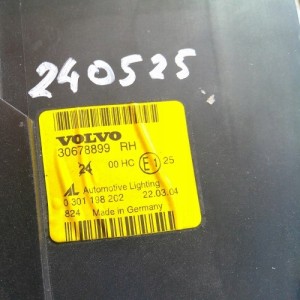 240525
VOLVO
30678899 RH
24 00 HC E1 25
AL Automotive Lighting
0 301 198 202 22.03.04
824 Made in Germany